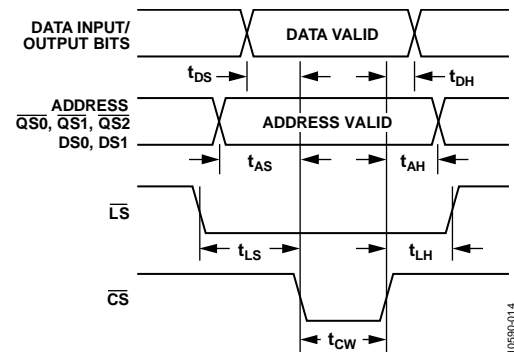 DATA INPUT/
OUTPUT BITS
DATA VALID
tDS
tDH
ADDRESS
QS0, QS1, QS2
DS0, DS1
ADDRESS VALID
tAS
tAH
LS
tLS
tLH
CS
tCW
10590-014